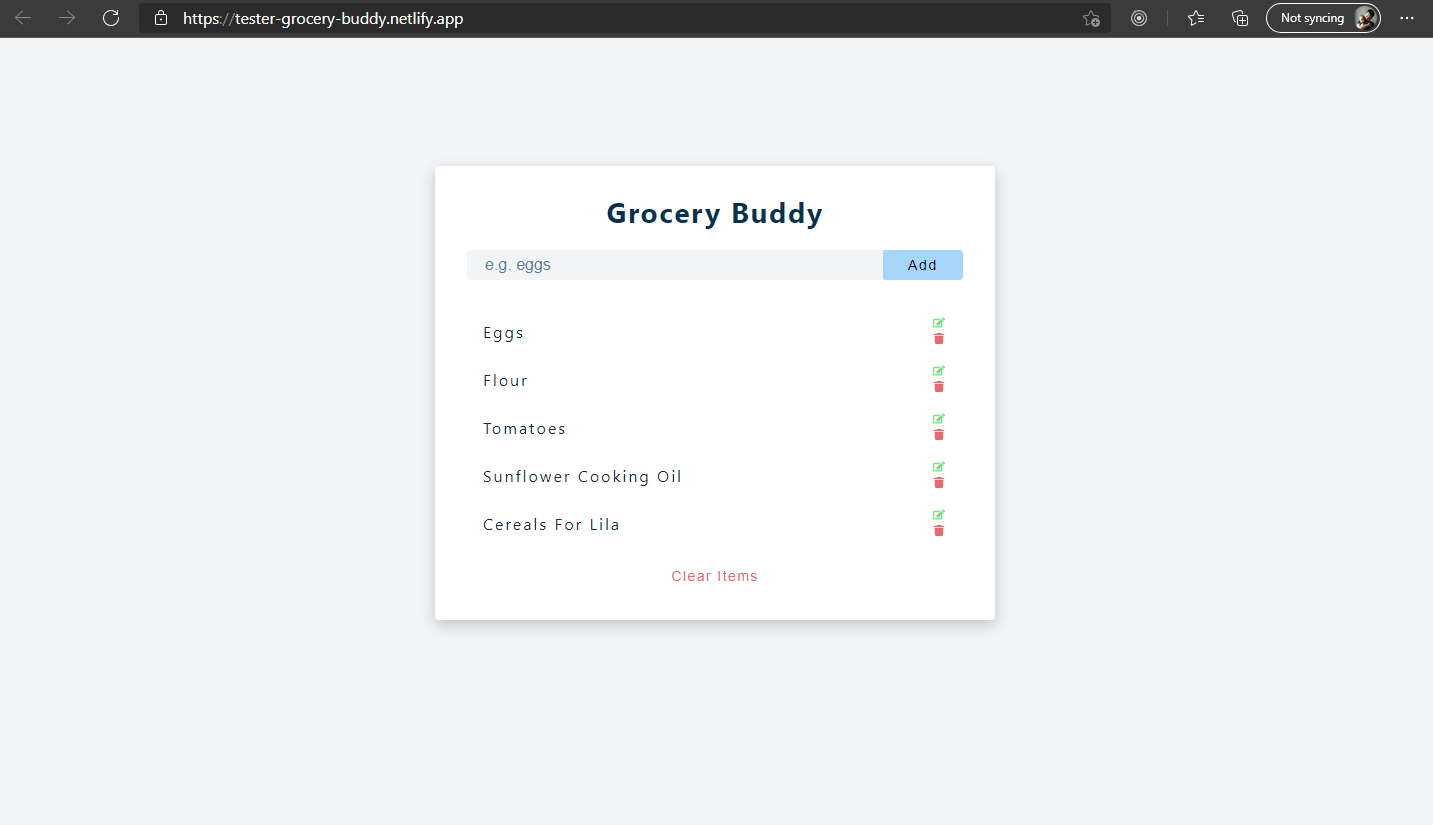 https://tester-grocery-buddy.netlify.app
Not syncing
Grocery Buddy
e.g. eggs
Add
Eggs
Flour
Tomatoes
Sunflower Cooking Oil
Cereals For Lila
Clear Items